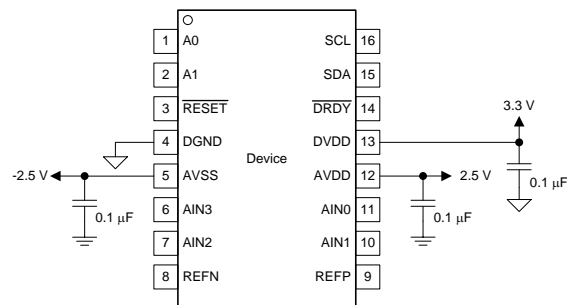 1 A0 SCL 16
2 A1 SDA 15
3 RESET DRDY 14
3.3 V
4 DGND DVDD 13
Device
-2.5 V 5 AVSS AVDD 12 2.5 V
0.1 µF
0.1 µF 6 AIN3 AIN0 11 0.1 µF
7 AIN2 AIN1 10
8 REFN REFP 9